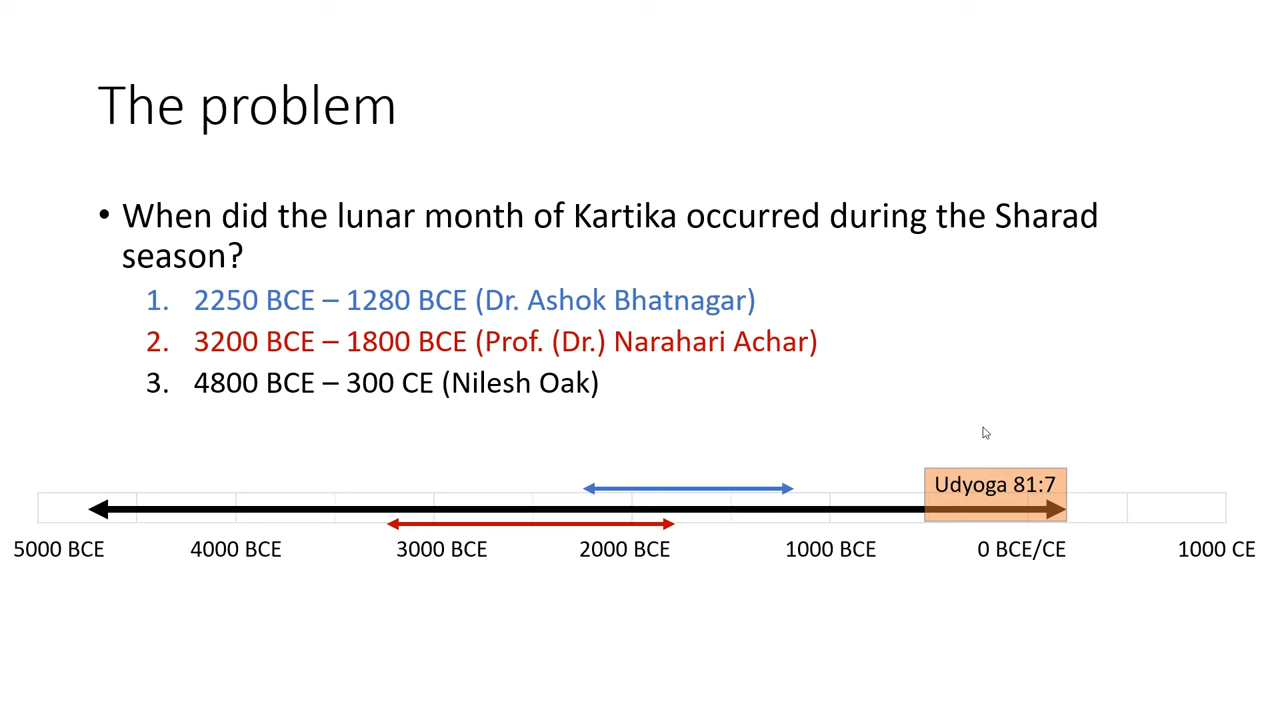 The problem
• When did the lunar month of Kartika occurred during the Sharad
season?
1. 2250 BCE – 1280 BCE (Dr. Ashok Bhatnagar)
2. 3200 BCE – 1800 BCE (Prof. (Dr.) Narahari Achar)
3. 4800 BCE – 300 CE (Nilesh Oak)
Udyoga 81:7
5000 BCE 4000 BCE 3000 BCE 2000 BCE 1000 BCE 0 BCE/CE 1000 CE